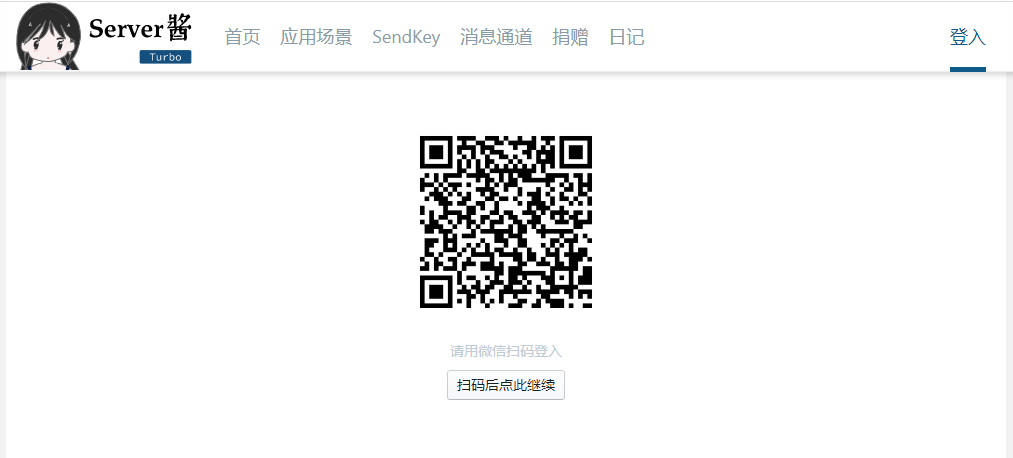 Server酱
Turbo
首页 应用场景 SendKey 消息通道 捐赠 日记 登入
请用微信扫码登入
扫码后点此继续